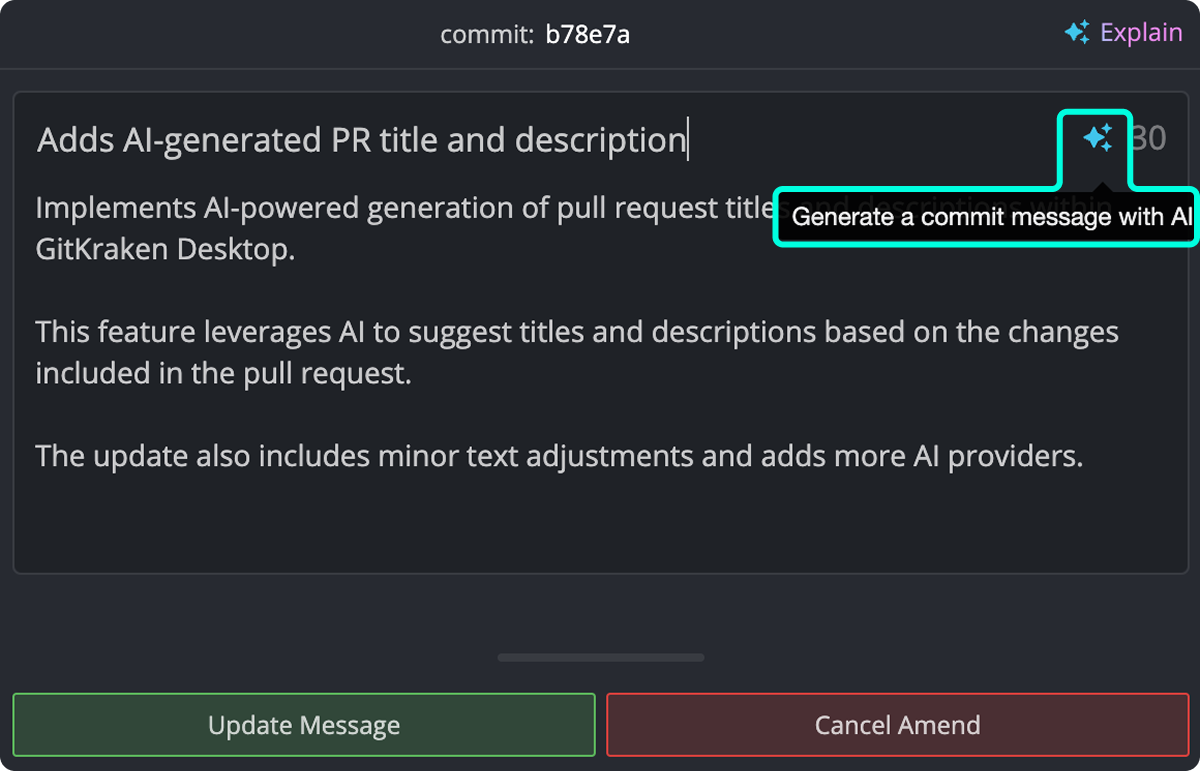 commit: b78e7a
Explain
Adds AI-generated PR title and description
30
Implements AI-powered generation of pull request titles and descriptions within
Generate a commit message with AI
GitKraken Desktop.
This feature leverages AI to suggest titles and descriptions based on the changes
included in the pull request.
The update also includes minor text adjustments and adds more AI providers.
Update Message
Cancel Amend